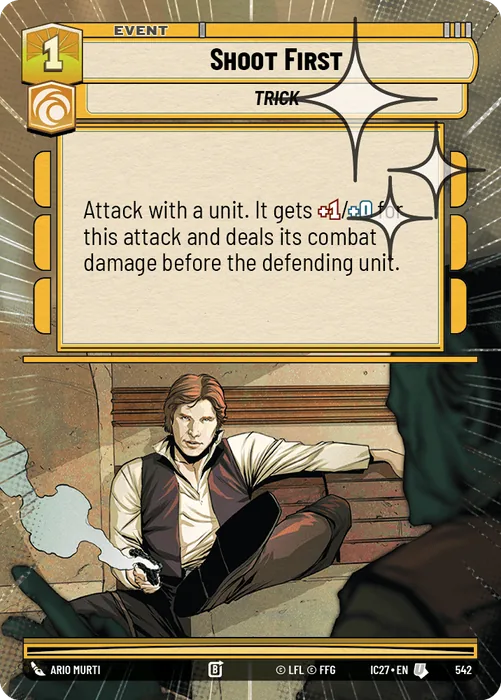 EVENT
1
SHOOT FIRST
TRICK
Attack with a unit. It gets +1/+0 for
this attack and deals its combat
damage before the defending unit.
ARIO MURTI
B
© LFL © FFG
IC27•EN
542